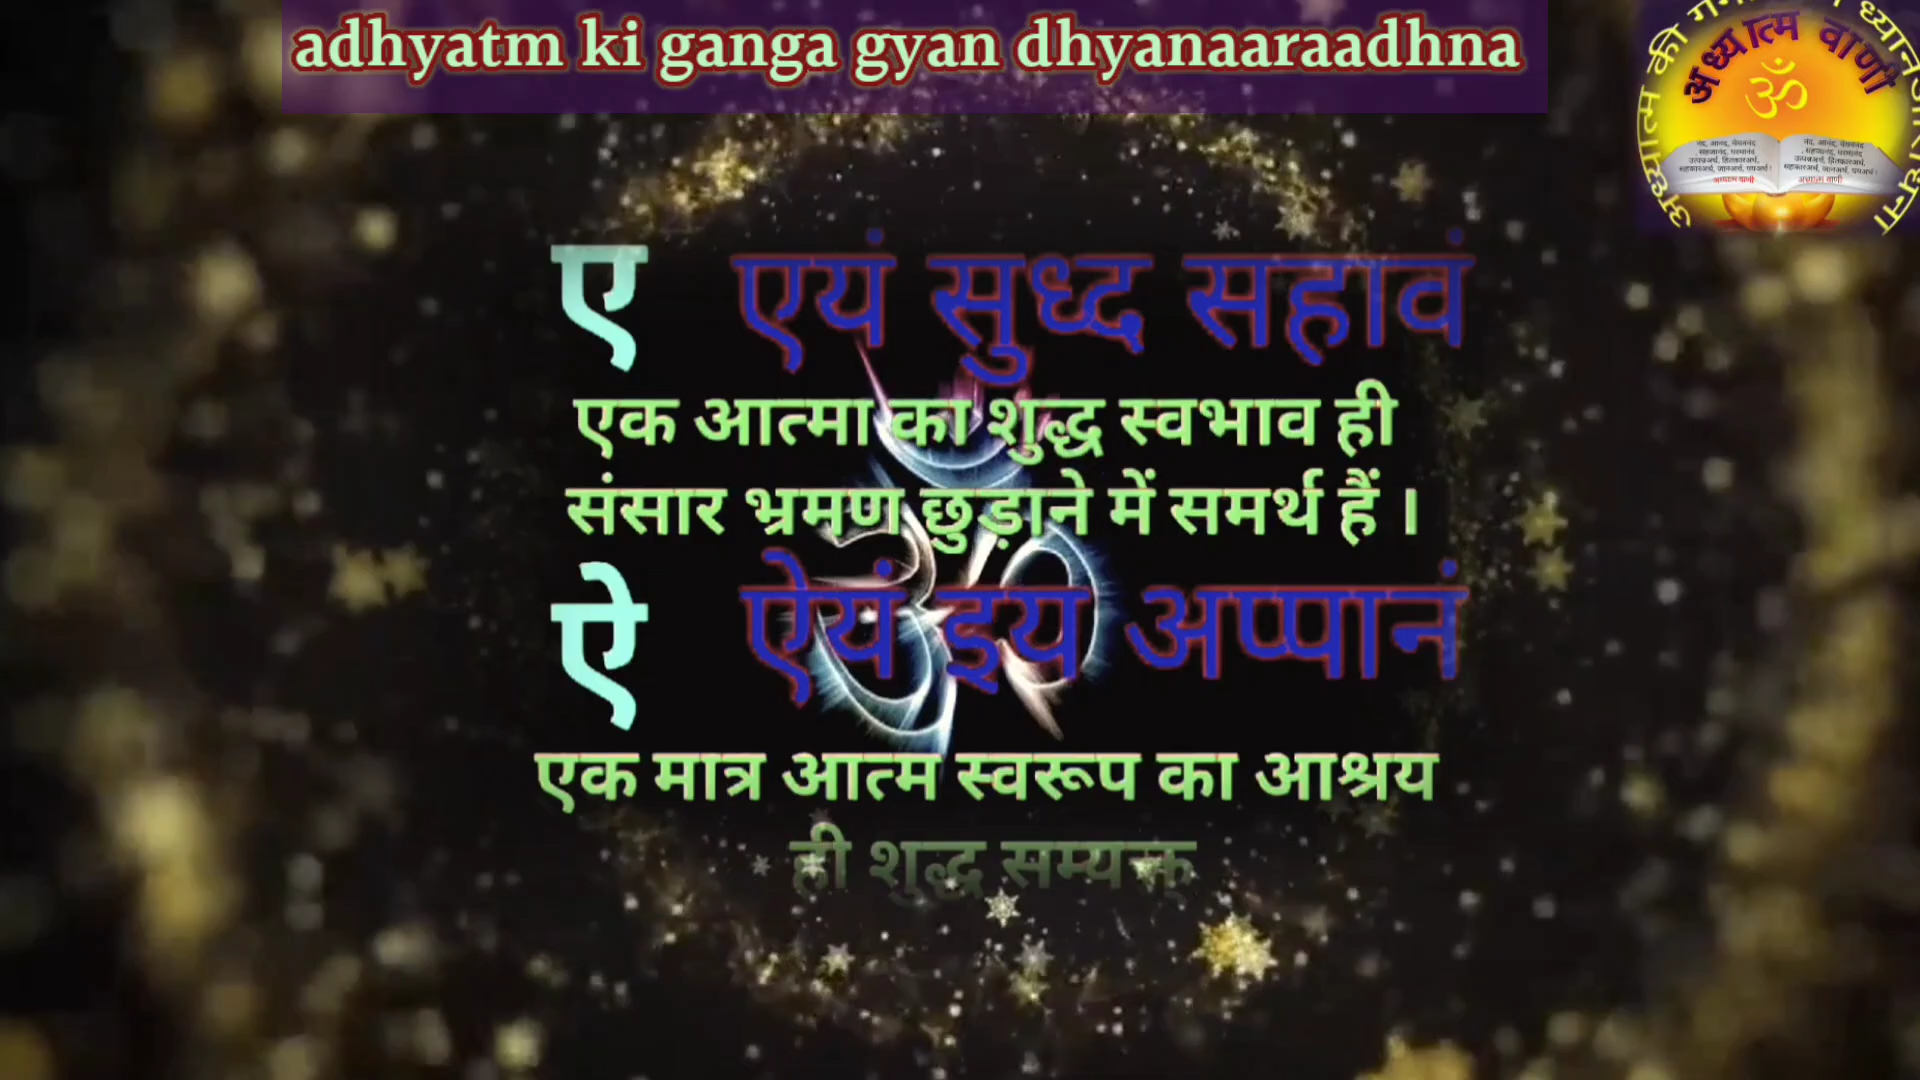 adhyatm ki ganga gyan dhyanaaraadhna
अध्यात्म वाणी
ॐ
ए एयं सुध्द सहावं
एक आत्मा का शुद्ध स्वभाव ही
संसार भ्रमण छुड़ाने में समर्थ हैं ।
ऐ ऐयं इय अप्पानं
एक मात्र आत्म स्वरूप का आश्रय
ही शुद्ध सम्यक्त